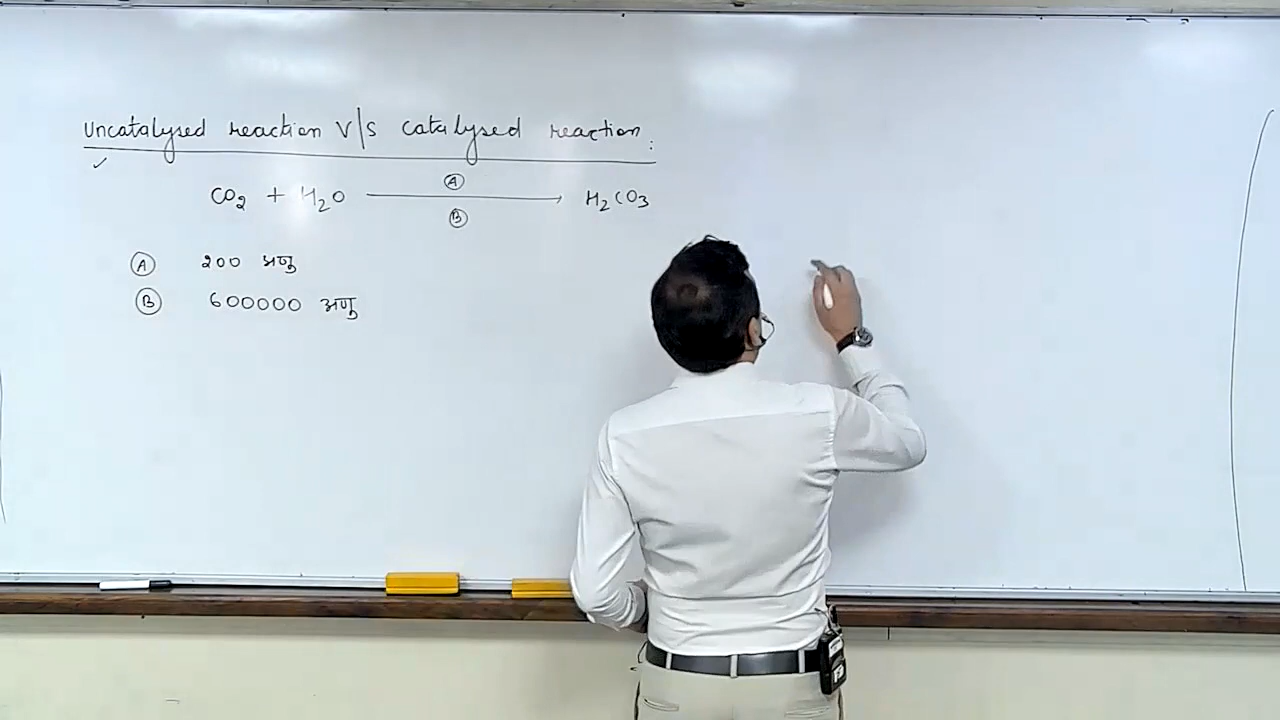 Uncatalysed reaction V/S catalysed reaction:
Ⓐ
CO₂ + H₂O ⟶ H₂CO₃
Ⓑ
Ⓐ 200 अणु
Ⓑ 600000 अणु